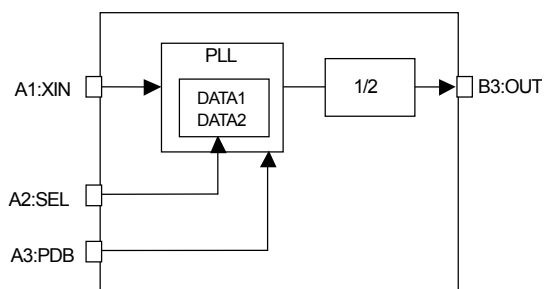 PLL
A1:XIN
DATA1
DATA2
1/2
B3:OUT
A2:SEL
A3:PDB